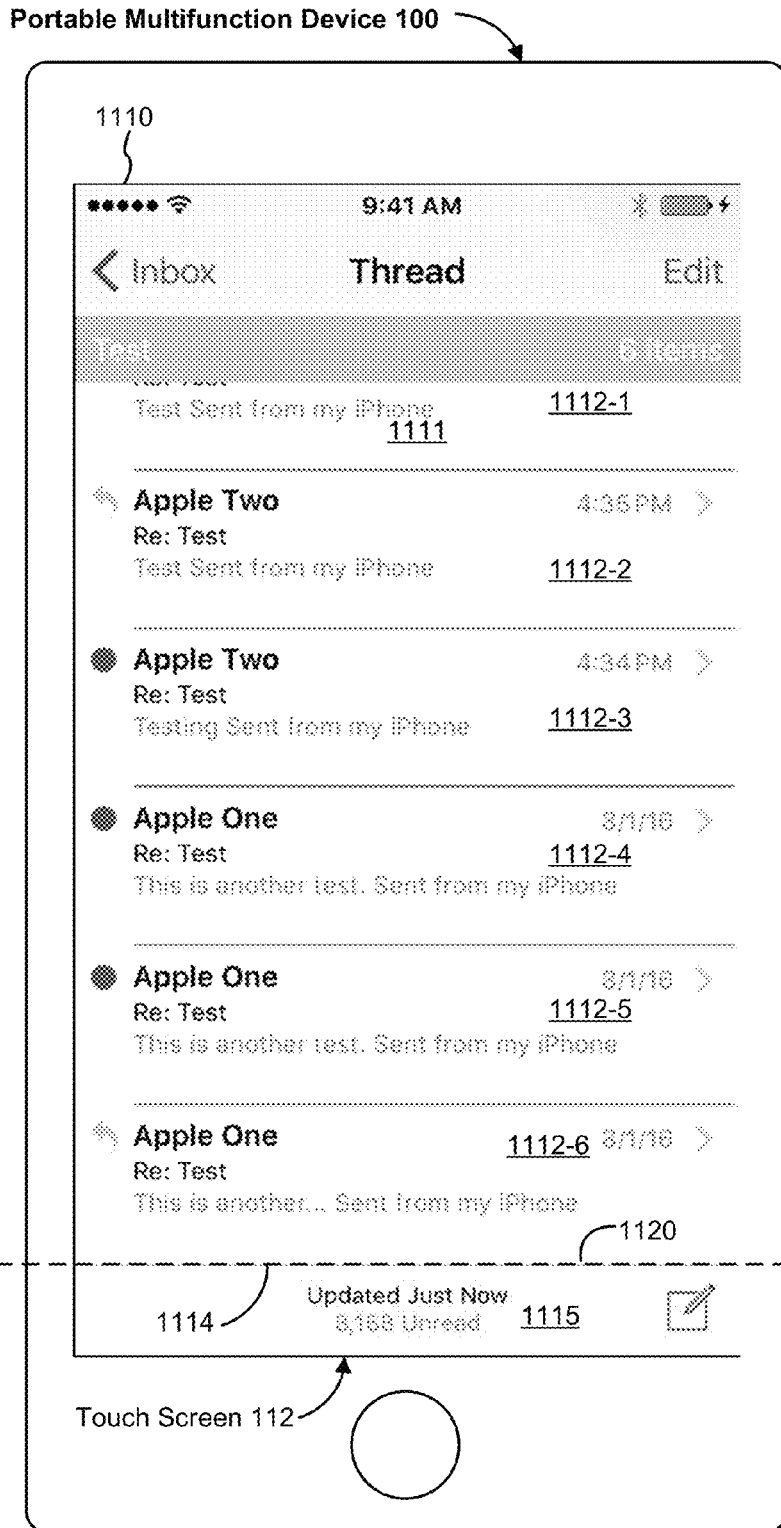 Portable Multifunction Device 100
1110
9:41 AM
Inbox Thread Edit
Test 6 Items
Test Sent from my iPhone 1112-1
1111
Apple Two 4:35 PM
Re: Test
Test Sent from my iPhone 1112-2
Apple Two 4:34 PM
Re: Test
Testing Sent from my iPhone 1112-3
Apple One 8/1/16
Re: Test 1112-4
This is another test. Sent from my iPhone
Apple One 8/1/16
Re: Test 1112-5
This is another test. Sent from my iPhone
Apple One 1112-6 8/1/16
Re: Test
This is another... Sent from my iPhone
1120
Updated Just Now
1114 8,168 Unread 1115
Touch Screen 112